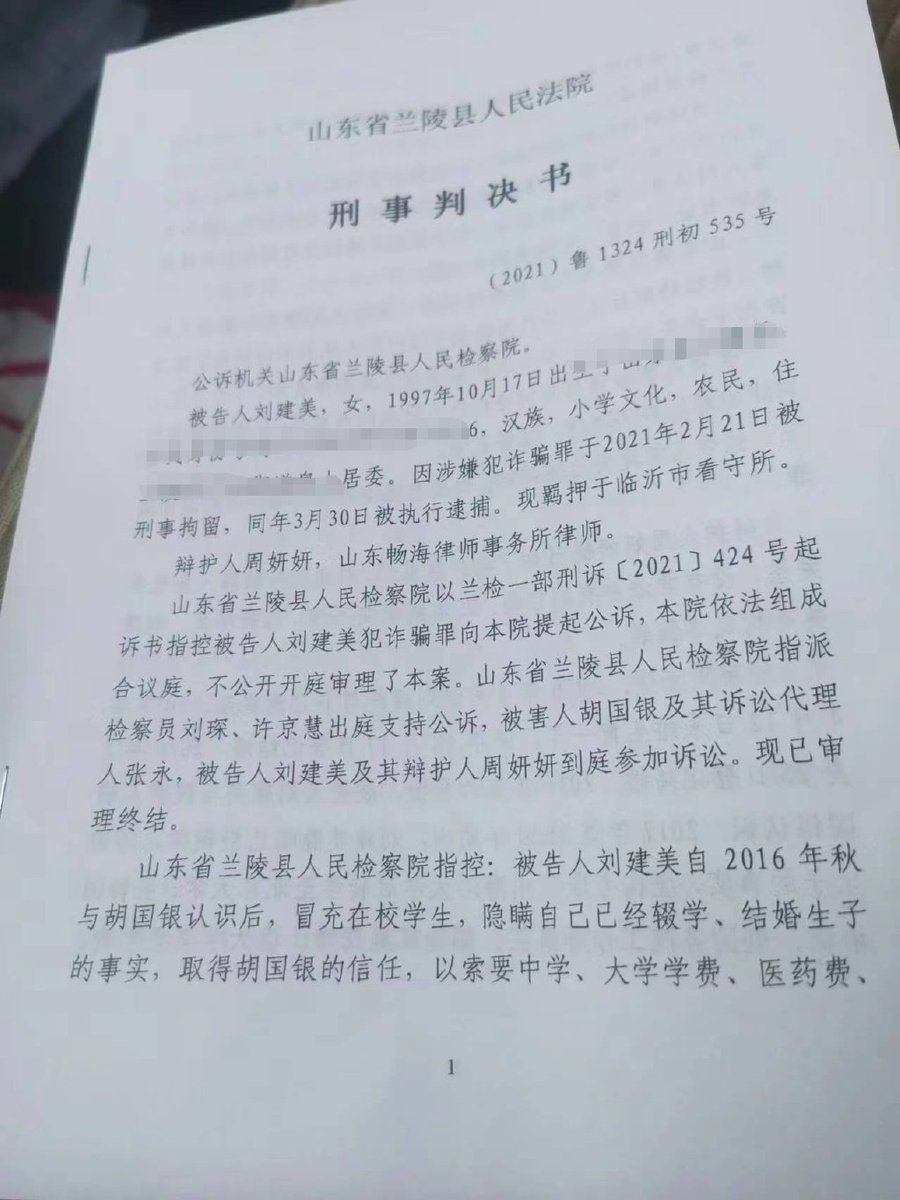 山东省兰陵县人民法院
刑事判决书
（2021）鲁1324刑初535号
公诉机关山东省兰陵县人民检察院。
被告人刘建美，女，1997年10月17日出生于山东
6，汉族，小学文化，农民，住
居委。因涉嫌犯诈骗罪于2021年2月21日被
刑事拘留，同年3月30日被执行逮捕。现羁押于临沂市看守所。
辩护人周妍妍，山东畅海律师事务所律师。
山东省兰陵县人民检察院以兰检一部刑诉〔2021〕424号起
诉书指控被告人刘建美犯诈骗罪向本院提起公诉，本院依法组成
合议庭，不公开开庭审理了本案。山东省兰陵县人民检察院指派
检察员刘琛、许京慧出庭支持公诉，被害人胡国银及其诉讼代理
人张永，被告人刘建美及其辩护人周妍妍到庭参加诉讼。现已审
理终结。
山东省兰陵县人民检察院指控：被告人刘建美自2016年秋
与胡国银认识后，冒充在校学生，隐瞒自己已经辍学、结婚生子
的事实，取得胡国银的信任，以索要中学、大学学费、医药费、
1